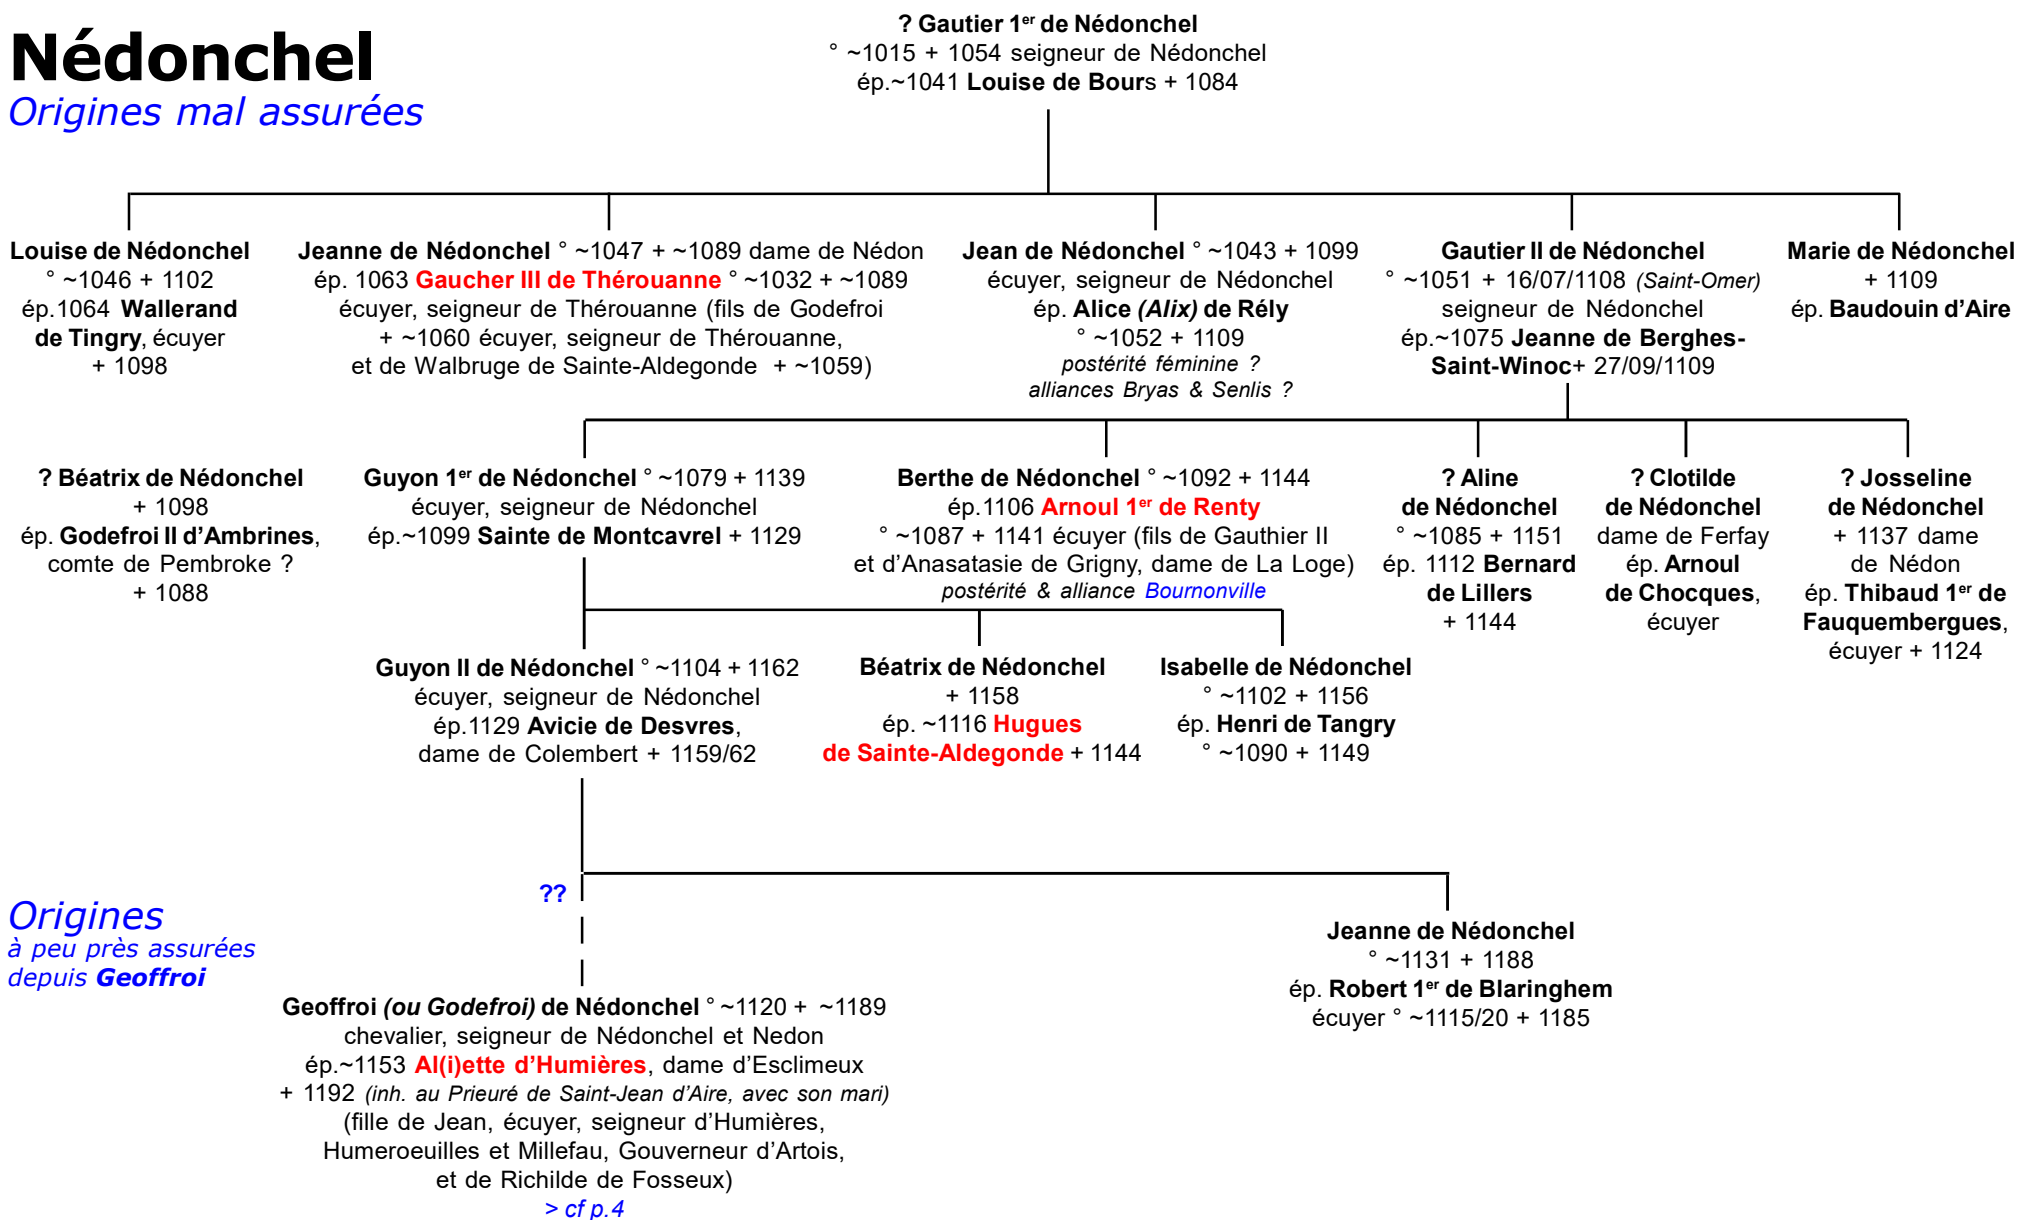 Nédonchel
Origines mal assurées
? Gautier 1er de Nédonchel
° ~1015 + 1054 seigneur de Nédonchel
ép.~1041 Louise de Bours + 1084
Louise de Nédonchel
° ~1046 + 1102
ép.1064 Wallerand
de Tingry, écuyer
+ 1098
Jeanne de Nédonchel ° ~1047 + ~1089 dame de Nédon
ép. 1063 Gaucher III de Thérouanne ° ~1032 + ~1089
écuyer, seigneur de Thérouanne (fils de Godefroi
+ ~1060 écuyer, seigneur de Thérouanne,
et de Walbruge de Sainte-Aldegonde + ~1059)
Jean de Nédonchel ° ~1043 + 1099
écuyer, seigneur de Nédonchel
ép. Alice (Alix) de Rély
° ~1052 + 1109
postérité féminine ?
alliances Bryas & Senlis ?
Gautier II de Nédonchel
° ~1051 + 16/07/1108 (Saint-Omer)
seigneur de Nédonchel
ép.~1075 Jeanne de Berghes-
Saint-Winoc+ 27/09/1109
Marie de Nédonchel
+ 1109
ép. Baudouin d'Aire
? Béatrix de Nédonchel
+ 1098
ép. Godefroi II d'Ambrines,
comte de Pembroke ?
+ 1088
Guyon 1er de Nédonchel ° ~1079 + 1139
écuyer, seigneur de Nédonchel
ép.~1099 Sainte de Montcavrel + 1129
Berthe de Nédonchel ° ~1092 + 1144
ép.1106 Arnoul 1er de Renty
° ~1087 + 1141 écuyer (fils de Gauthier II
et d'Anasatasie de Grigny, dame de La Loge)
postérité & alliance Bournonville
? Aline
de Nédonchel
° ~1085 + 1151
ép. 1112 Bernard
de Lillers
+ 1144
? Clotilde
de Nédonchel
dame de Ferfay
ép. Arnoul
de Chocques,
écuyer
? Josseline
de Nédonchel
+ 1137 dame
de Nédon
ép. Thibaud 1er de
Fauquembergues,
écuyer + 1124
Guyon II de Nédonchel ° ~1104 + 1162
écuyer, seigneur de Nédonchel
ép.1129 Avicie de Desvres,
dame de Colembert + 1159/62
Béatrix de Nédonchel
+ 1158
ép. ~1116 Hugues
de Sainte-Aldegonde + 1144
Isabelle de Nédonchel
° ~1102 + 1156
ép. Henri de Tangry
° ~1090 + 1149
??
Origines
à peu près assurées
depuis Geoffroi
Geoffroi (ou Godefroi) de Nédonchel ° ~1120 + ~1189
chevalier, seigneur de Nédonchel et Nedon
ép.~1153 Al(i)ette d'Humières, dame d'Esclimeux
+ 1192 (inh. au Prieuré de Saint-Jean d'Aire, avec son mari)
(fille de Jean, écuyer, seigneur d'Humières,
Humeroeuilles et Millefau, Gouverneur d'Artois,
et de Richilde de Fosseux)
> cf p.4
Jeanne de Nédonchel
° ~1131 + 1188
ép. Robert 1er de Blaringhem
écuyer ° ~1115/20 + 1185